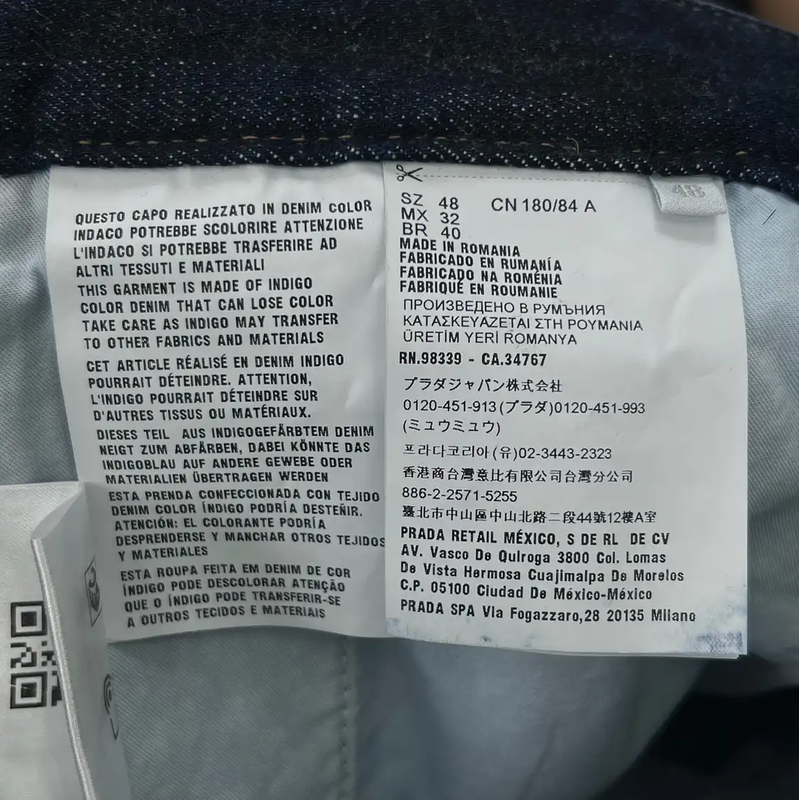 QUESTO CAPO REALIZZATO IN DENIM COLOR
INDACO POTREBBE SCOLORIRE ATTENZIONE
L'INDACO SI POTREBBE TRASFERIRE AD
ALTRI TESSUTI E MATERIALI
THIS GARMENT IS MADE OF INDIGO
COLOR DENIM THAT CAN LOSE COLOR
TAKE CARE AS INDIGO MAY TRANSFER
TO OTHER FABRICS AND MATERIALS
CET ARTICLE RÉALISÉ EN DENIM INDIGO
POURRAIT DÉTEINDRE. ATTENTION,
L'INDIGO POURRAIT DÉTEINDRE SUR
D'AUTRES TISSUS OU MATÉRIAUX.
DIESES TEIL AUS INDIGOGEFÄRBTEM DENIM
NEIGT ZUM ABFÄRBEN, DABEI KÖNNTE DAS
INDIGOBLAU AUF ANDERE GEWEBE ODER
MATERIALIEN ÜBERTRAGEN WERDEN
ESTA PRENDA CONFECCIONADA CON TEJIDO
DENIM COLOR ÍNDIGO PODRÍA DESTEÑIR.
ATENCIÓN: EL COLORANTE PODRÍA
DESPRENDERSE Y MANCHAR OTROS TEJIDOS
Y MATERIALES
ESTA ROUPA FEITA EM DENIM DE COR
ÍNDIGO PODE DESCOLORAR ATENÇÃO
QUE O ÍNDIGO PODE TRANSFERIR-SE
A OUTROS TECIDOS E MATERIAIS
48
SZ 48 CN 180/84 A
MX 32
BR 40
MADE IN ROMANIA
FABRICADO EN RUMANÍA
FABRICADO NA ROMÉNIA
FABRIQUÉ EN ROUMANIE
ПРОИЗВЕДЕНО В РУМЪНИЯ
ΚΑΤΑΣΚΕΥΑΖΕΤΑΙ ΣΤΗ ΡΟΥΜΑΝΙΑ
ÜRETİM YERİ ROMANYA
RN.98339 - CA.34767
プラダジャパン株式会社
0120-451-913(プラダ)0120-451-993
(ミュウミュウ)
프라다코리아(유)02-3443-2323
香港商台灣意比有限公司台灣分公司
886-2-2571-5255
臺北市中山區中山北路二段44號12樓A室
PRADA RETAIL MÉXICO, S DE RL DE CV
AV. Vasco De Quiroga 3800 Col. Lomas
De Vista Hermosa Cuajimalpa De Morelos
C.P. 05100 Ciudad De México-México
PRADA SPA Via Fogazzaro,28 20135 Milano